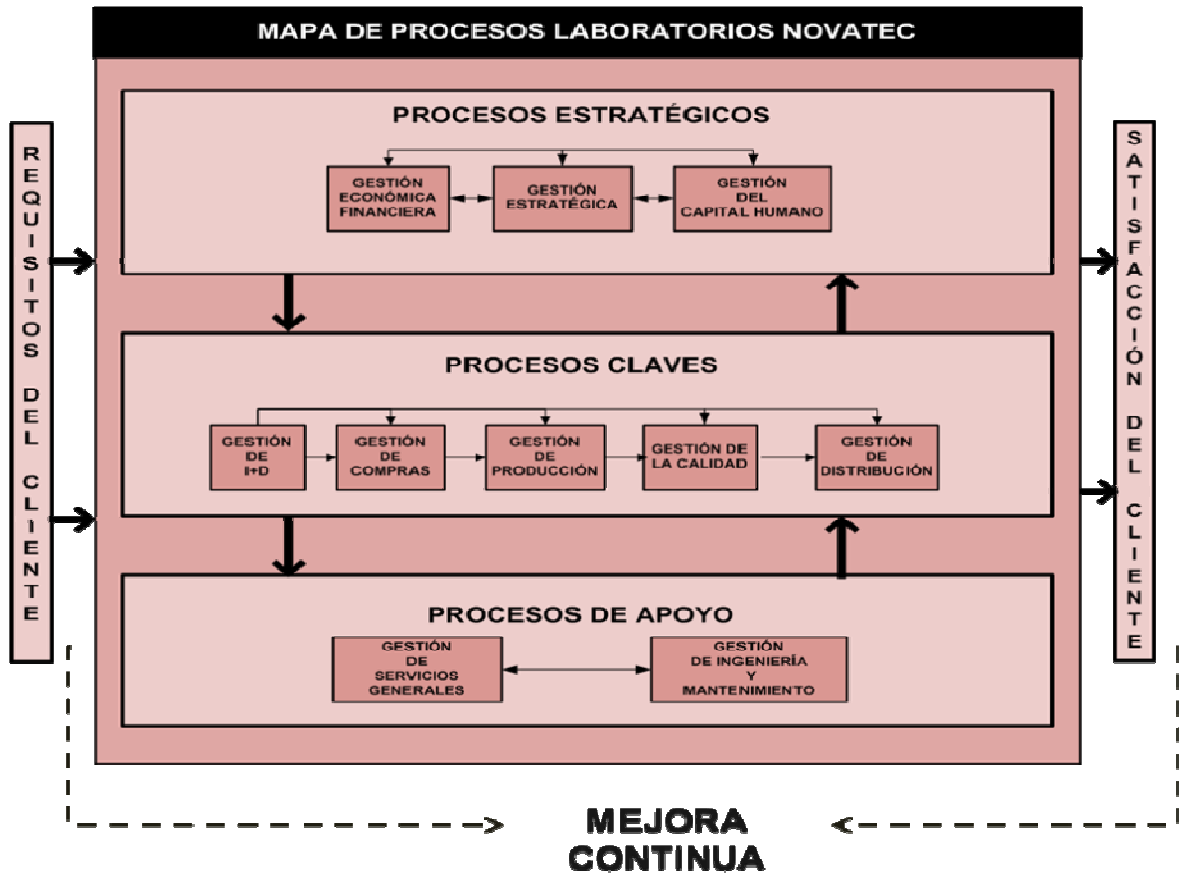 MAPA DE PROCESOS LABORATORIOS NOVATEC
REQUISITOS DEL CLIENTE
PROCESOS ESTRATÉGICOS
GESTIÓN
ECONÓMICA
FINANCIERA
GESTIÓN
ESTRATÉGICA
GESTIÓN
DEL
CAPITAL HUMANO
PROCESOS CLAVES
GESTIÓN
DE
I+D
GESTIÓN
DE
COMPRAS
GESTIÓN
DE
PRODUCCIÓN
GESTIÓN DE
LA CALIDAD
GESTIÓN
DE
DISTRIBUCIÓN
PROCESOS DE APOYO
GESTIÓN
DE
SERVICIOS
GENERALES
GESTIÓN
DE INGENIERÍA
Y
MANTENIMIENTO
SATISFACCIÓN DEL CLIENTE
MEJORA
CONTINUA